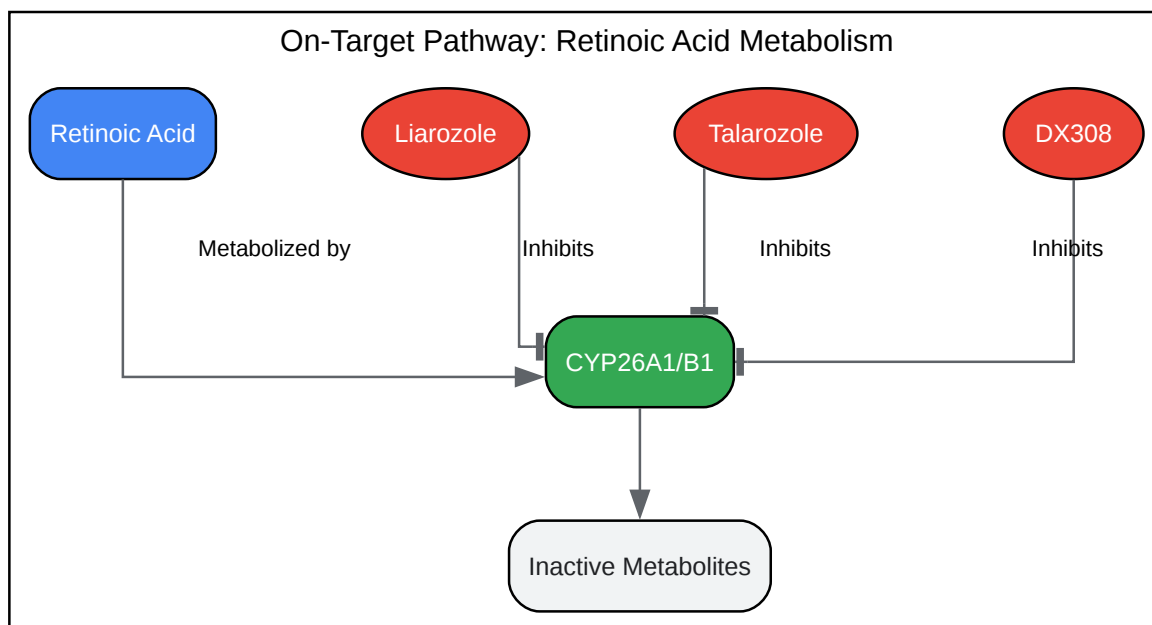 On-Target Pathway: Retinoic Acid Metabolism
Retinoic Acid
Liarozole
Talarozole
DX308
Metabolized by
Inhibits
Inhibits
Inhibits
CYP26A1/B1
Inactive Metabolites